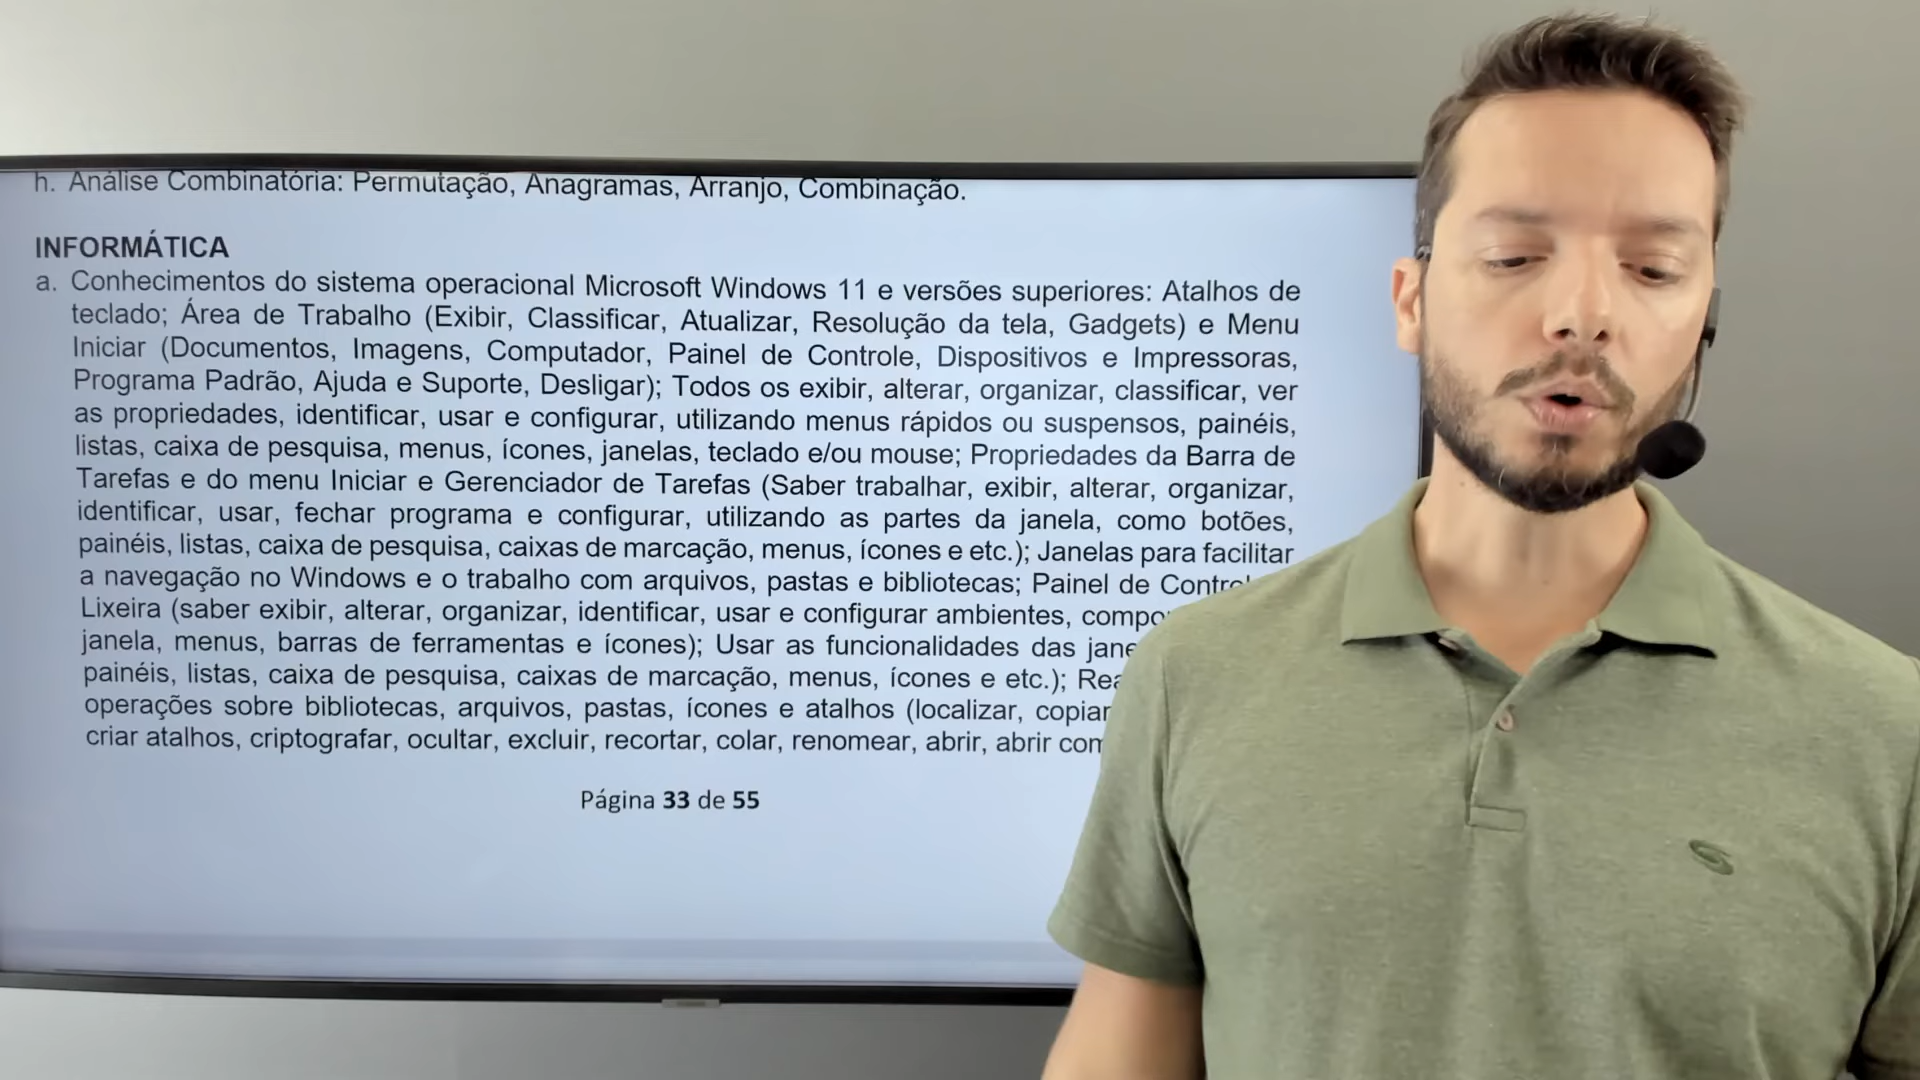 h. Análise Combinatória: Permutação, Anagramas, Arranjo, Combinação.
INFORMÁTICA
a. Conhecimentos do sistema operacional Microsoft Windows 11 e versões superiores: Atalhos de
teclado; Área de Trabalho (Exibir, Classificar, Atualizar, Resolução da tela, Gadgets) e Menu
Iniciar (Documentos, Imagens, Computador, Painel de Controle, Dispositivos e Impressoras,
Programa Padrão, Ajuda e Suporte, Desligar); Todos os exibir, alterar, organizar, classificar, ver
as propriedades, identificar, usar e configurar, utilizando menus rápidos ou suspensos, painéis,
listas, caixa de pesquisa, menus, ícones, janelas, teclado e/ou mouse; Propriedades da Barra de
Tarefas e do menu Iniciar e Gerenciador de Tarefas (Saber trabalhar, exibir, alterar, organizar,
identificar, usar, fechar programa e configurar, utilizando as partes da janela, como botões,
painéis, listas, caixa de pesquisa, caixas de marcação, menus, ícones e etc.); Janelas para facilitar
a navegação no Windows e o trabalho com arquivos, pastas e bibliotecas; Painel de
Lixeira (saber exibir, alterar, organizar, identificar, usar e configurar ambientes,
janela, menus, barras de ferramentas e ícones); Usar as funcionalidades das
painéis, listas, caixa de pesquisa, caixas de marcação, menus, ícones e etc.);
operações sobre bibliotecas, arquivos, pastas, ícones e atalhos (localizar,
criar atalhos, criptografar, ocultar, excluir, recortar, colar, renomear, abrir, abrir
Página 33 de 55